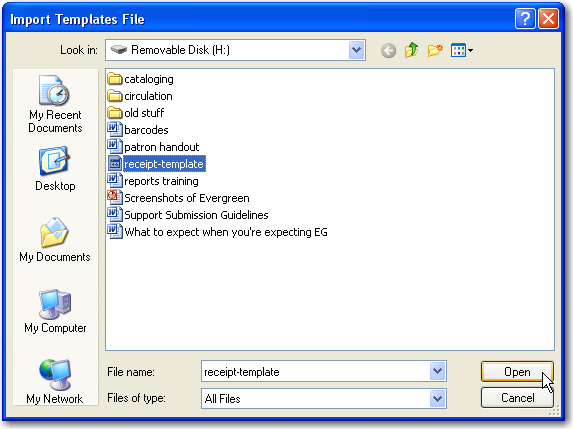 Import Templates File
Look in:
Removable Disk (H:)
My Recent
Documents
Desktop
My Documents
My Computer
My Network
cataloging
circulation
old stuff
barcodes
patron handout
receipt-template
reports training
Screenshots of Evergreen
Support Submission Guidelines
What to expect when you're expecting EG
File name:
receipt-template
Open
Files of type:
All Files
Cancel